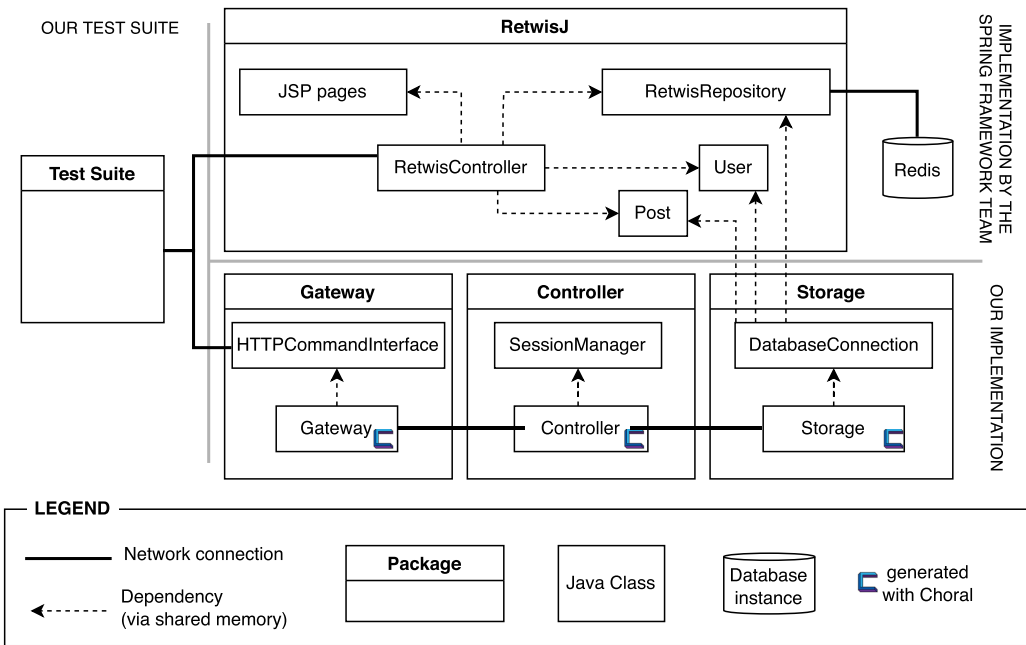 OUR TEST SUITE
RetwisJ
IMPLEMENTATION BY THE
SPRING FRAMEWORK TEAM
JSP pages
RetwisRepository
Test Suite
RetwisController
User
Redis
Post
Gateway
Controller
Storage
OUR IMPLEMENTATION
HTTPCommandInterface
SessionManager
DatabaseConnection
Gateway
Controller
Storage
LEGEND
Network connection
Dependency
(via shared memory)
Package
Java Class
Database
instance
generated
with Choral